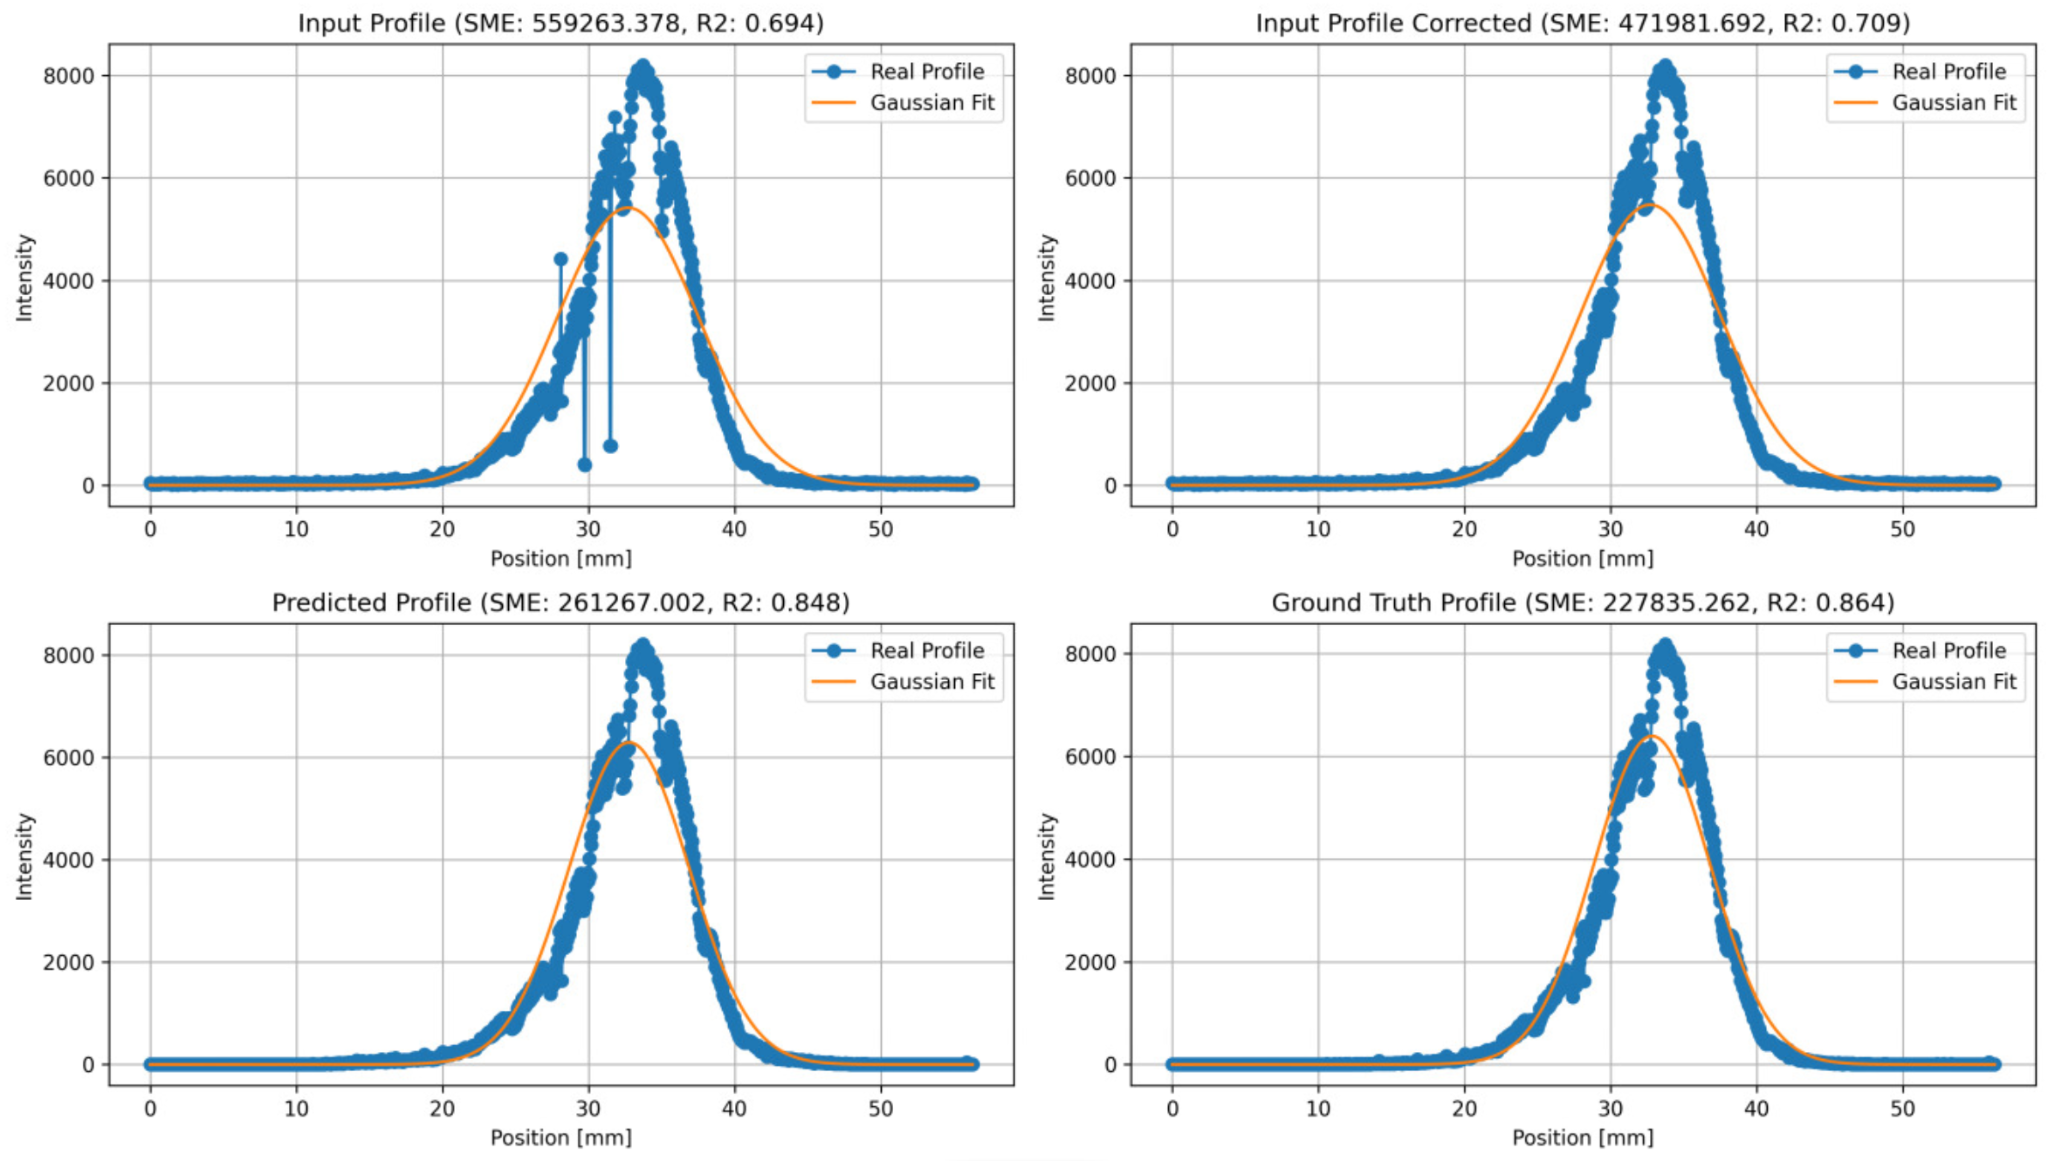 Input Profile (SME: 559263.378, R2: 0.694)
8000
6000
4000
2000
0
Intensity
Real Profile
Gaussian Fit
0 10 20 30 40 50
Position [mm]
Input Profile Corrected (SME: 471981.692, R2: 0.709)
8000
6000
4000
2000
0
Intensity
Real Profile
Gaussian Fit
0 10 20 30 40 50
Position [mm]
Predicted Profile (SME: 261267.002, R2: 0.848)
8000
6000
4000
2000
0
Intensity
Real Profile
Gaussian Fit
0 10 20 30 40 50
Position [mm]
Ground Truth Profile (SME: 227835.262, R2: 0.864)
8000
6000
4000
2000
0
Intensity
Real Profile
Gaussian Fit
0 10 20 30 40 50
Position [mm]